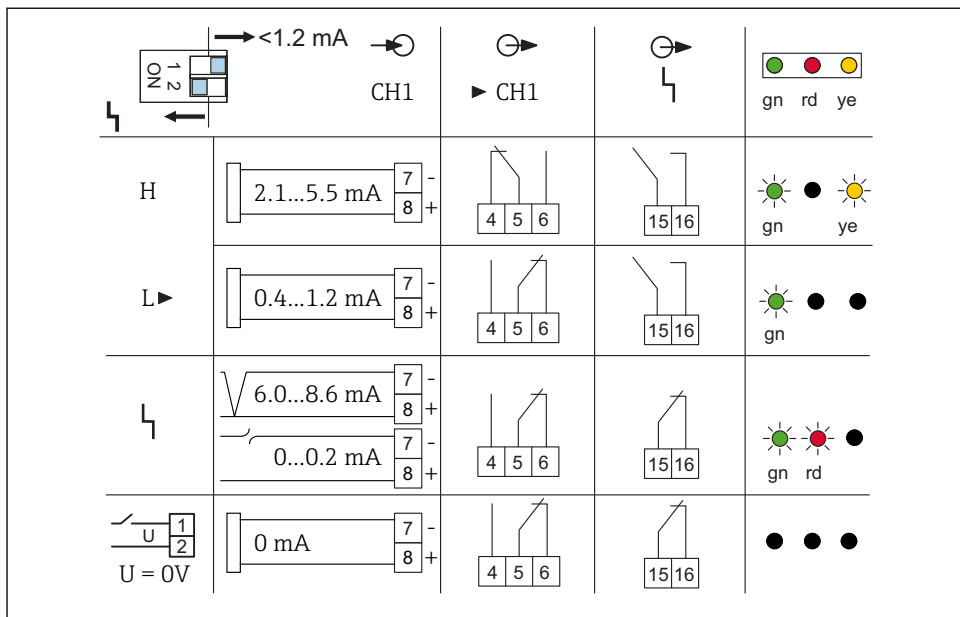 <1.2 mA
1 2
ON
CH1
► CH1
gn rd ye
H
2.1...5.5 mA
7 -
8 +
4 5 6
15 16
gn ye
L►
0.4...1.2 mA
7 -
8 +
4 5 6
15 16
gn
6.0...8.6 mA
7 -
8 +
0...0.2 mA
7 -
8 +
4 5 6
15 16
gn rd
U
1
2
U = 0V
0 mA
7 -
8 +
4 5 6
15 16